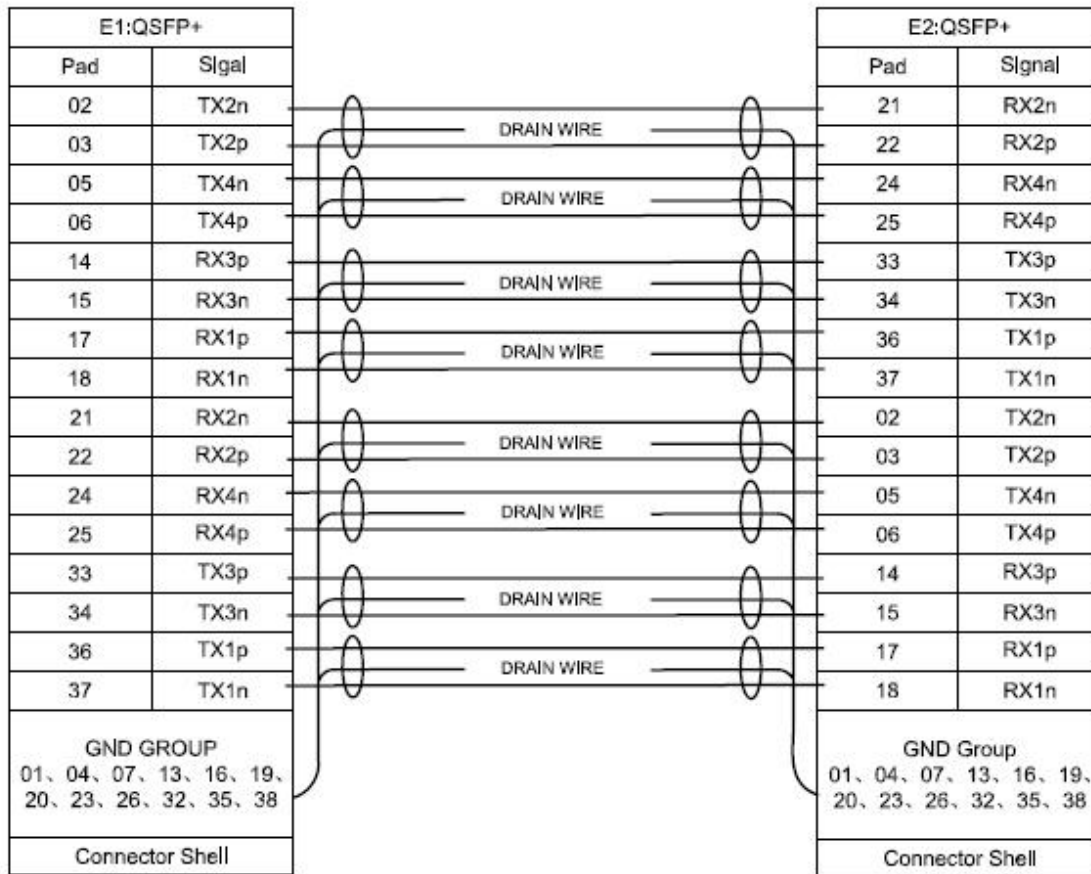 E1:QSFP+ E2:QSFP+
Pad SIgal Pad SIgnal
02 TX2n 21 RX2n
DRAIN WIRE
03 TX2p 22 RX2p
05 TX4n 24 RX4n
DRAIN WIRE
06 TX4p 25 RX4p
14 RX3p 33 TX3p
DRAIN WIRE
15 RX3n 34 TX3n
17 RX1p 36 TX1p
DRAIN WIRE
18 RX1n 37 TX1n
21 RX2n 02 TX2n
DRAIN WIRE
22 RX2p 03 TX2p
24 RX4n 05 TX4n
DRAIN WIRE
25 RX4p 06 TX4p
33 TX3p 14 RX3p
DRAIN WIRE
34 TX3n 15 RX3n
36 TX1p 17 RX1p
DRAIN WIRE
37 TX1n 18 RX1n
GND GROUP GND Group
01、04、07、13、16、19、 01、04、07、13、16、19、
20、23、26、32、35、38 20、23、26、32、35、38
Connector Shell Connector Shell